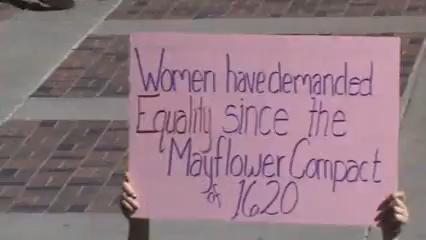 Women have demanded
Equality since the
Mayflower Compact
of 1620